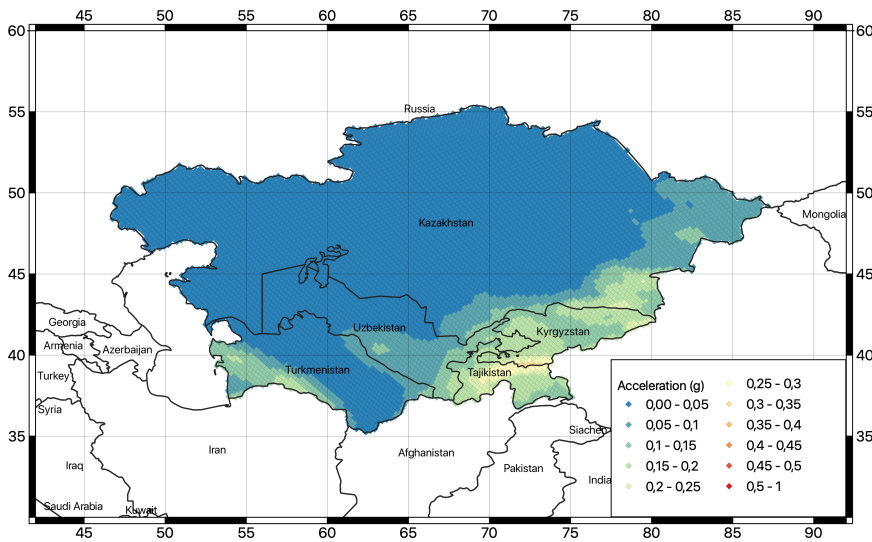 45 50 55 60 65 70 75 80 85 90
60 60
55 55
Russia
50 50
Mongolia
Kazakhstan
45 45
Georgia
Uzbekistan
Kyrgyzstan
Armenia
Azerbaijan
40 40
Turkmenistan
Tajikistan
Turkey
Syria
35 35
Siachen
Iran
Afghanistan
Iraq
Pakistan
India
Saudi Arabia
Kuwait
Acceleration (g)
0,00 - 0,05
0,05 - 0,1
0,1 - 0,15
0,15 - 0,2
0,2 - 0,25
0,25 - 0,3
0,3 - 0,35
0,35 - 0,4
0,4 - 0,45
0,45 - 0,5
0,5 - 1
45 50 55 60 65 70 75 80 85 90